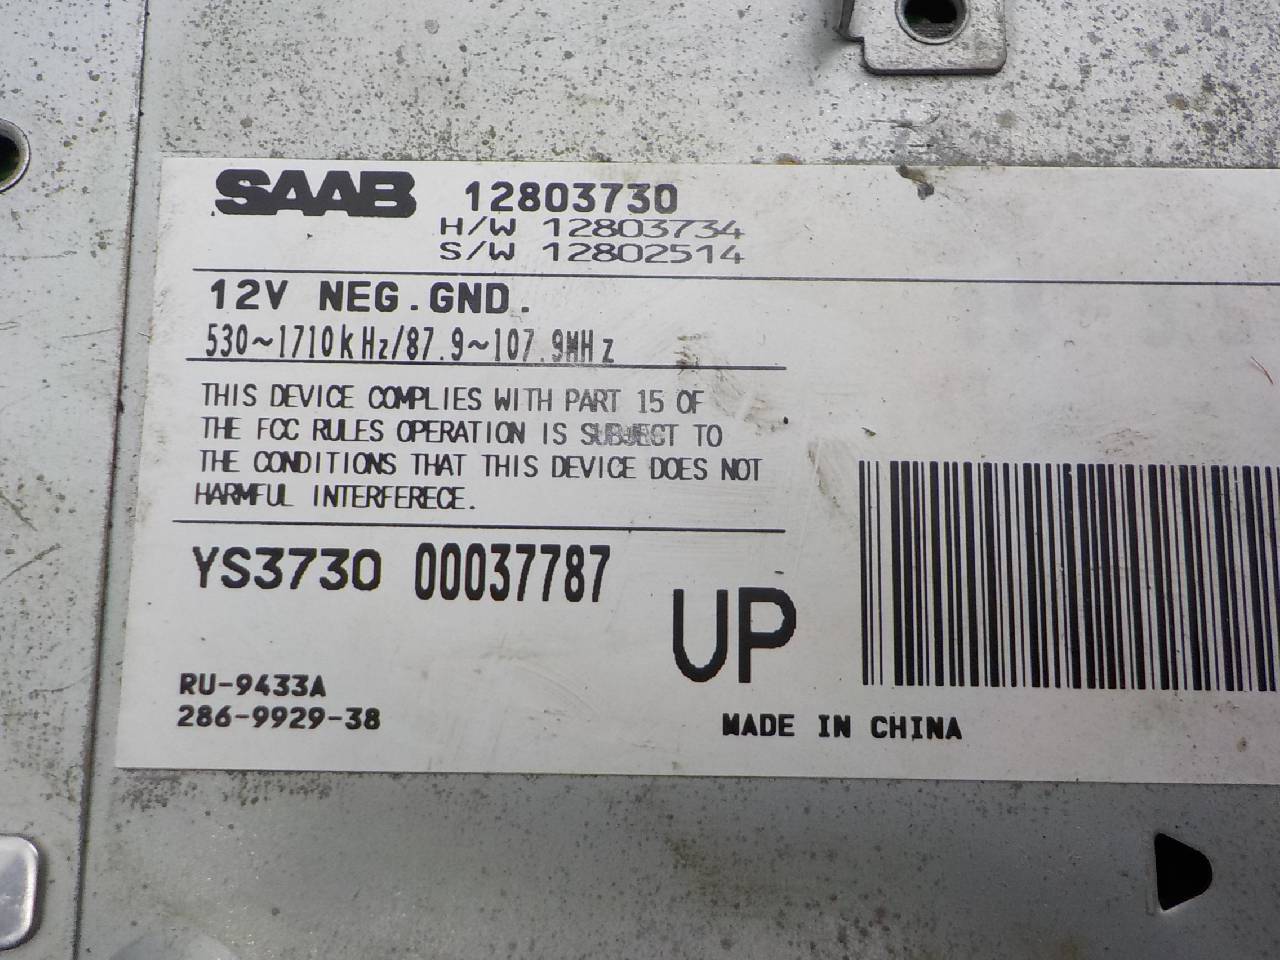 SAAB 12803730
H/W 12803734
S/W 12802514
12V NEG.GND.
530~1710kHz/87.9~107.9MHz
THIS DEVICE COMPLIES WITH PART 15 OF
THE FCC RULES OPERATION IS SUBJECT TO
THE CONDITIONS THAT THIS DEVICE DOES NOT
HARMFUL INTERFERECE.
YS3730 00037787
UP
RU-9433A
286-9929-38
MADE IN CHINA